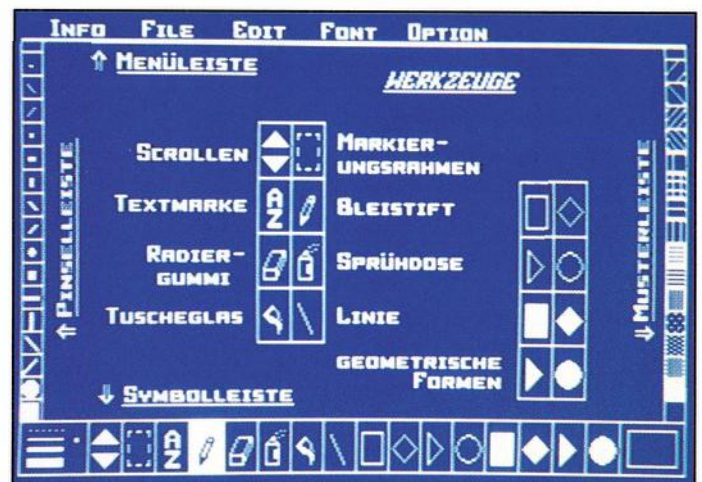 INFO FILE EDIT FONT OPTION
⇑ MENÜLEISTE
WERKZEUGE
SCROLLEN
MARKIER-
UNGSRAHMEN
TEXTMARKE
A
Z
BLEISTIFT
RADIER-
GUMMI
SPRÜHDOSE
TUSCHEGLAS
LINIE
GEOMETRISCHE
FORMEN
⇐ PINSELLEISTE
MUSTERLEISTE ⇒
⇓ SYMBOLLEISTE
A
Z